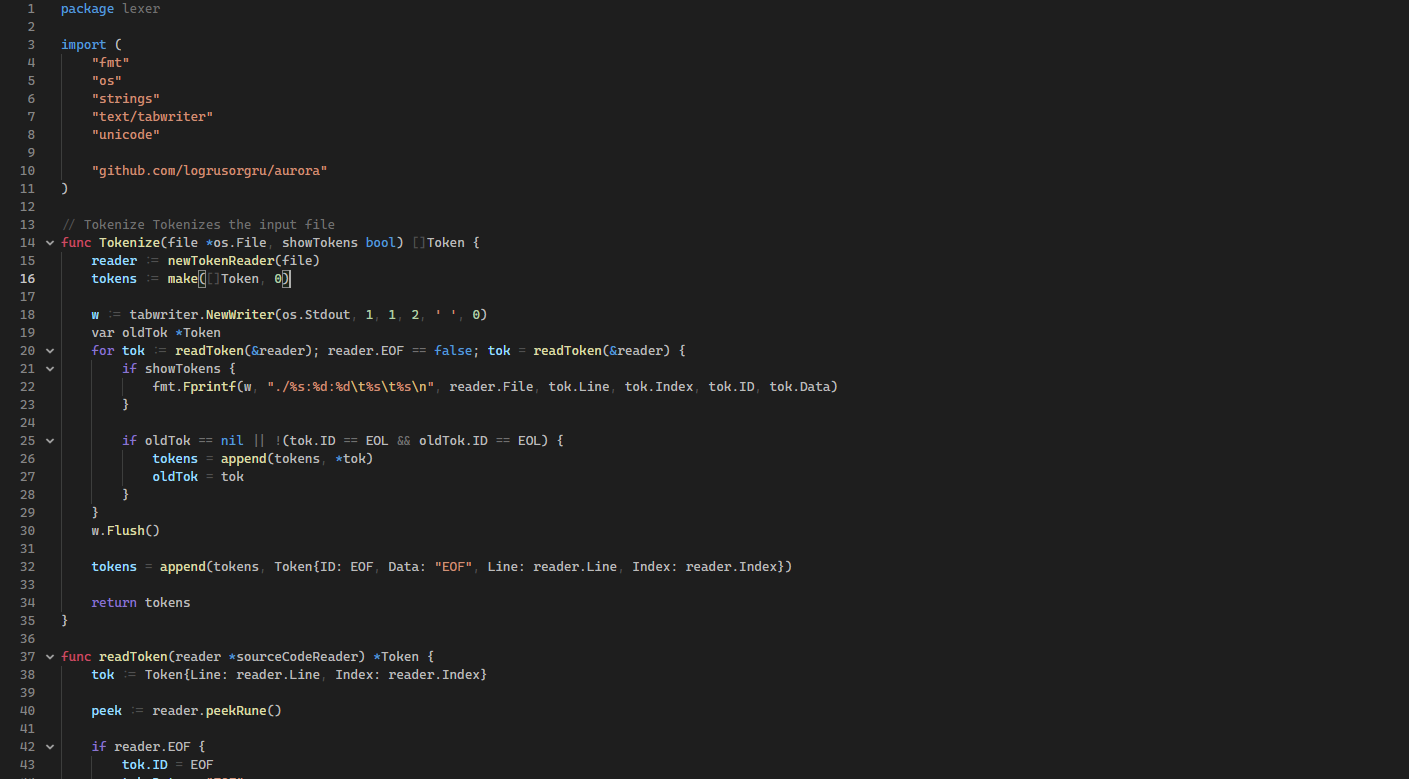 1 package lexer
2
3 import (
4 "fmt"
5 "os"
6 "strings"
7 "text/tabwriter"
8 "unicode"
9
10 "github.com/logrusorgru/aurora"
11 )
12
13 // Tokenize Tokenizes the input file
14 func Tokenize(file *os.File, showTokens bool) []Token {
15 reader := newTokenReader(file)
16 tokens := make([]Token, 0)
17
18 w := tabwriter.NewWriter(os.Stdout, 1, 1, 2, ' ', 0)
19 var oldTok *Token
20 for tok := readToken(&reader); reader.EOF == false; tok = readToken(&reader) {
21 if showTokens {
22 fmt.Fprintf(w, "./%s:%d:%d\t%s\t%s\n", reader.File, tok.Line, tok.Index, tok.ID, tok.Data)
23 }
24
25 if oldTok == nil || !(tok.ID == EOL && oldTok.ID == EOL) {
26 tokens = append(tokens, *tok)
27 oldTok = tok
28 }
29 }
30 w.Flush()
31
32 tokens = append(tokens, Token{ID: EOF, Data: "EOF", Line: reader.Line, Index: reader.Index})
33
34 return tokens
35 }
36
37 func readToken(reader *sourceCodeReader) *Token {
38 tok := Token{Line: reader.Line, Index: reader.Index}
39
40 peek := reader.peekRune()
41
42 if reader.EOF {
43 tok.ID = EOF